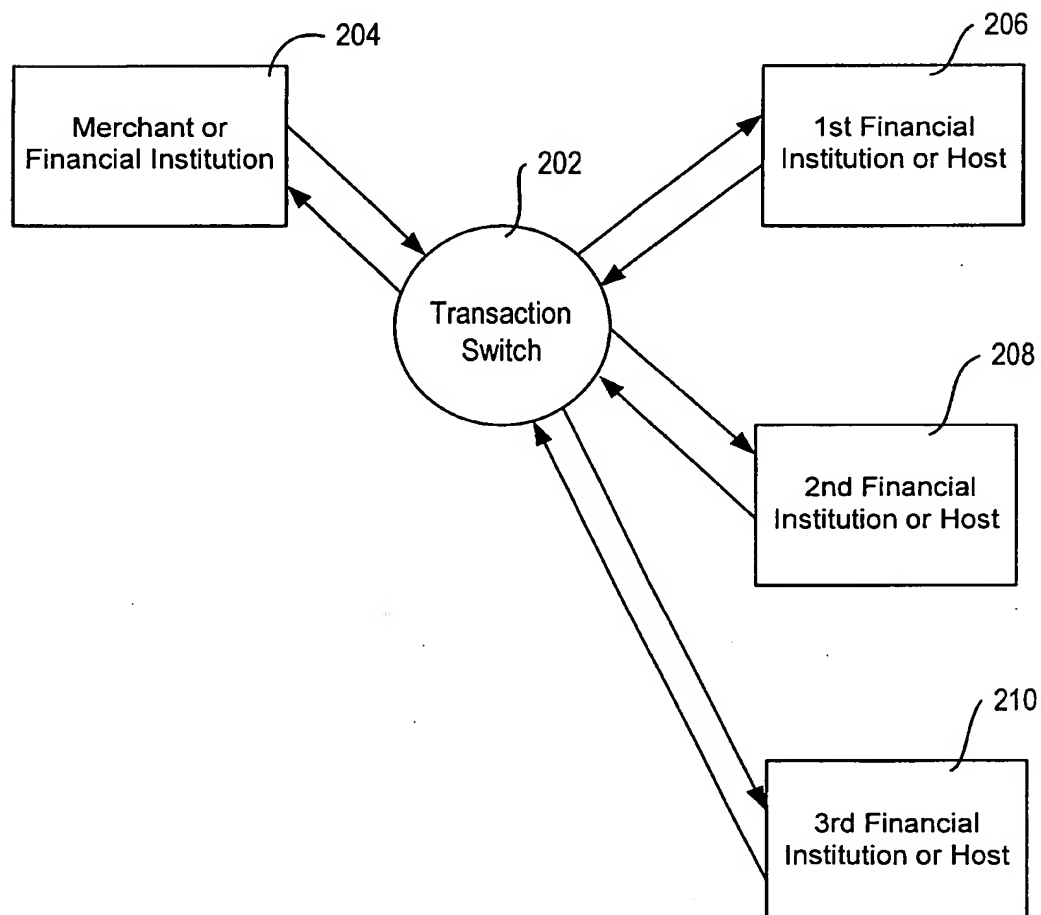 204
206
Merchant or
Financial Institution
1st Financial
Institution or Host
202
Transaction
Switch
208
2nd Financial
Institution or Host
210
3rd Financial
Institution or Host